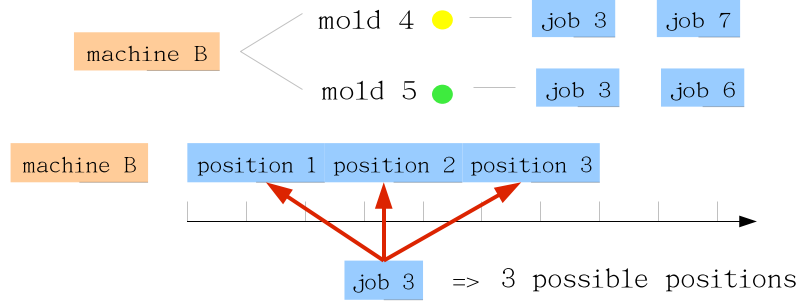 mold 4 job 3 job 7
machine B
mold 5 job 3 job 6
machine B position 1 position 2 position 3
job 3 => 3 possible positions